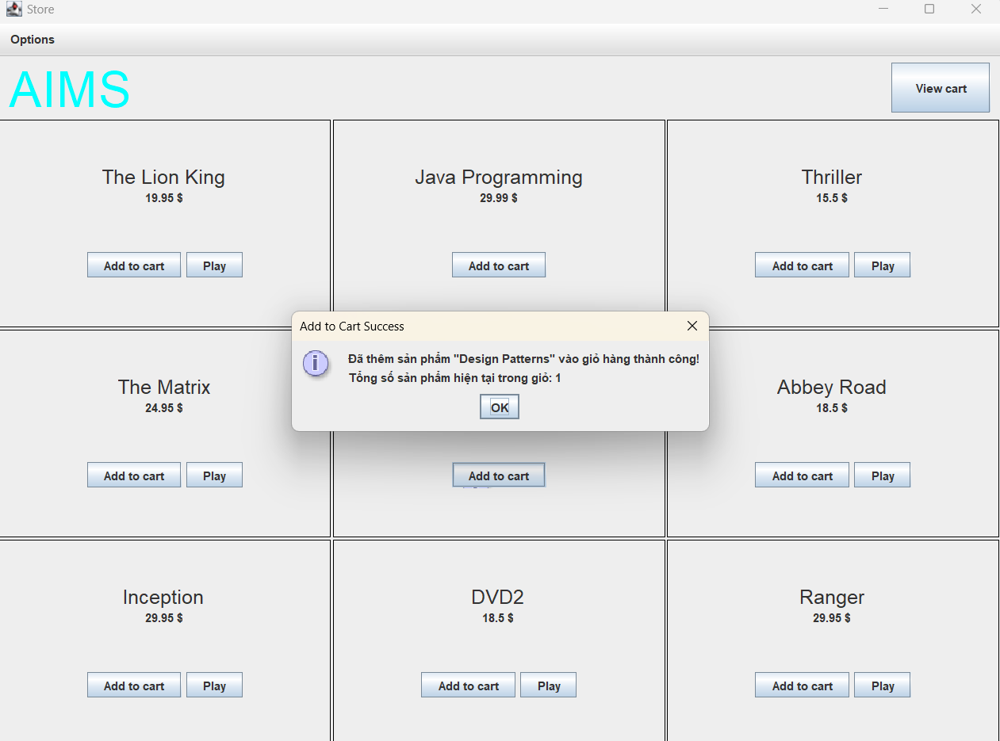 Store
Options
AIMS
View cart
The Lion King
19.95 $
Add to cart Play
Java Programming
29.99 $
Add to cart
Thriller
15.5 $
Add to cart Play
Add to Cart Success
Đã thêm sản phẩm "Design Patterns" vào giỏ hàng thành công!
Tổng số sản phẩm hiện tại trong giỏ: 1
OK
The Matrix
24.95 $
Add to cart Play
Add to cart
Abbey Road
18.5 $
Add to cart Play
Inception
29.95 $
Add to cart Play
DVD2
18.5 $
Add to cart Play
Ranger
29.95 $
Add to cart Play